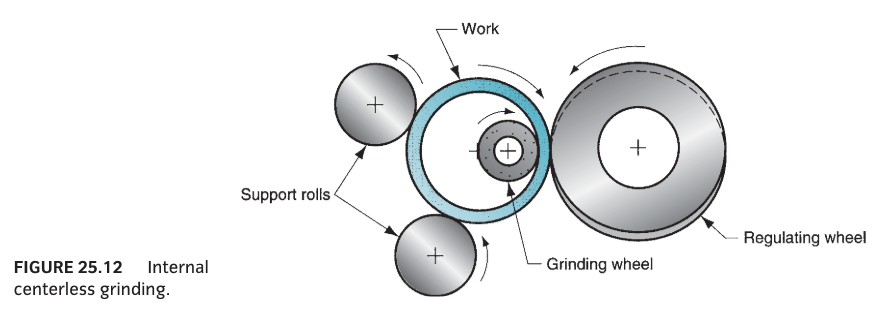 Work
Support rolls
Regulating wheel
Grinding wheel
FIGURE 25.12 Internal
centerless grinding.